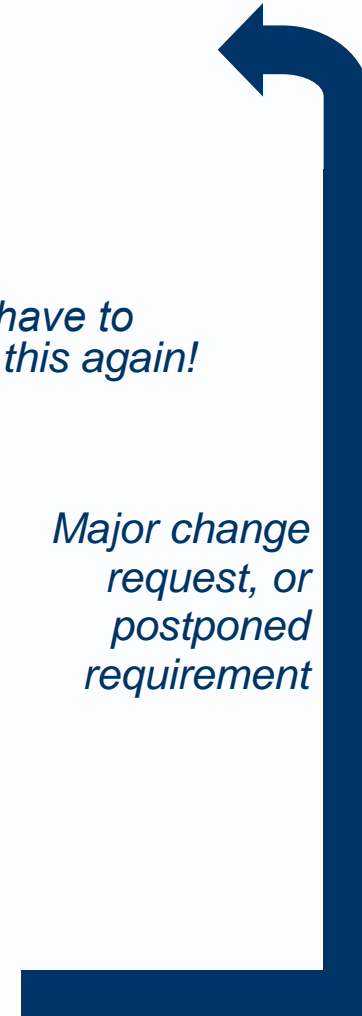 have to
this again!
Major change
request, or
postponed
requirement